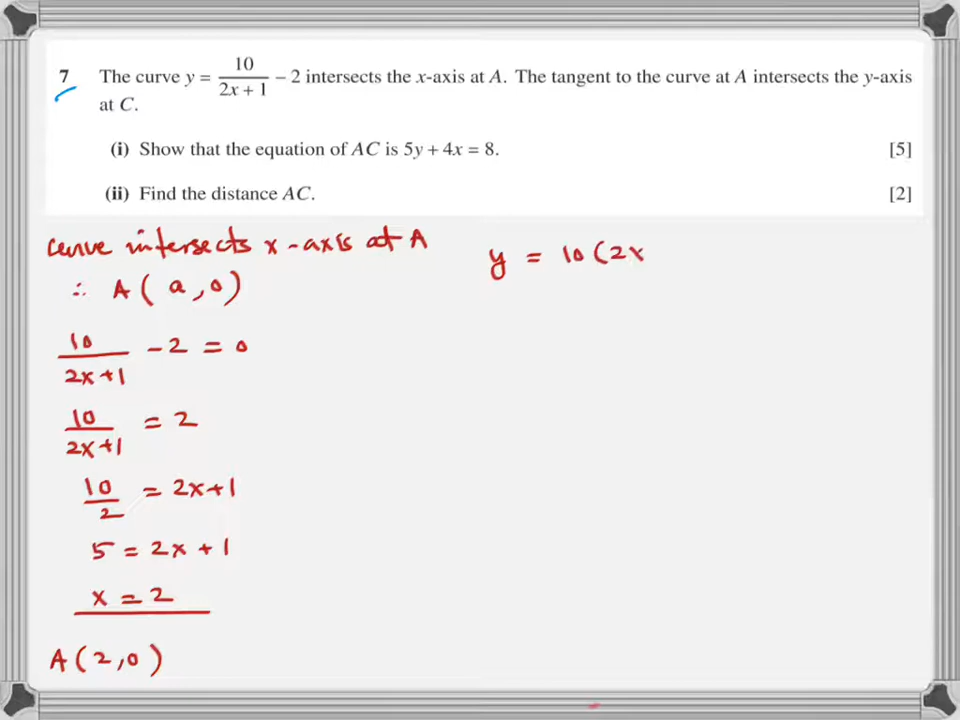 7 The curve y = 10/(2x + 1) − 2 intersects the x-axis at A. The tangent to the curve at A intersects the y-axis
at C.
(i) Show that the equation of AC is 5y + 4x = 8. [5]
(ii) Find the distance AC. [2]
curve intersects x-axis at A
∴ A(a,0)
10/(2x+1) -2 = 0
10/(2x+1) = 2
10/2 = 2x+1
5 = 2x + 1
x = 2
A(2,0)
y = 10(2x